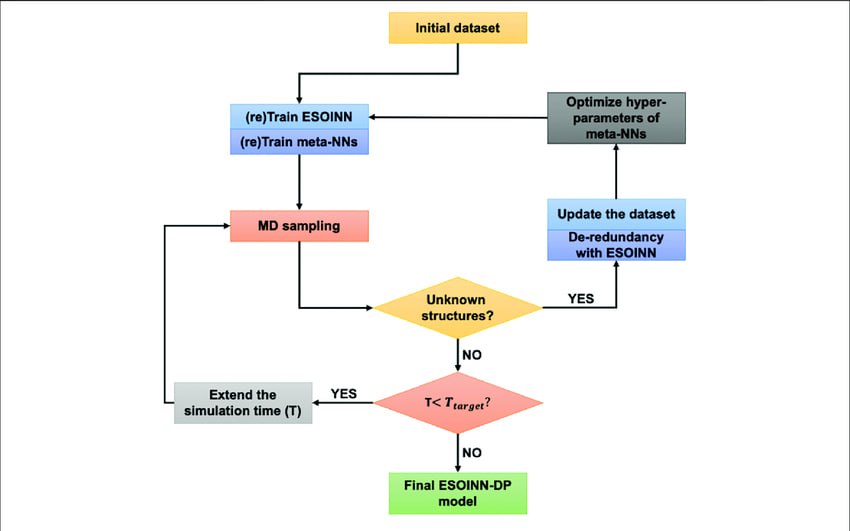 Initial dataset
(re)Train ESOINN
(re)Train meta-NNs
Optimize hyper-
parameters of
meta-NNs
MD sampling
Update the dataset
De-redundancy
with ESOINN
Unknown
structures?
YES
NO
Extend the
simulation time (T)
YES
T< T_target?
NO
Final ESOINN-DP
model